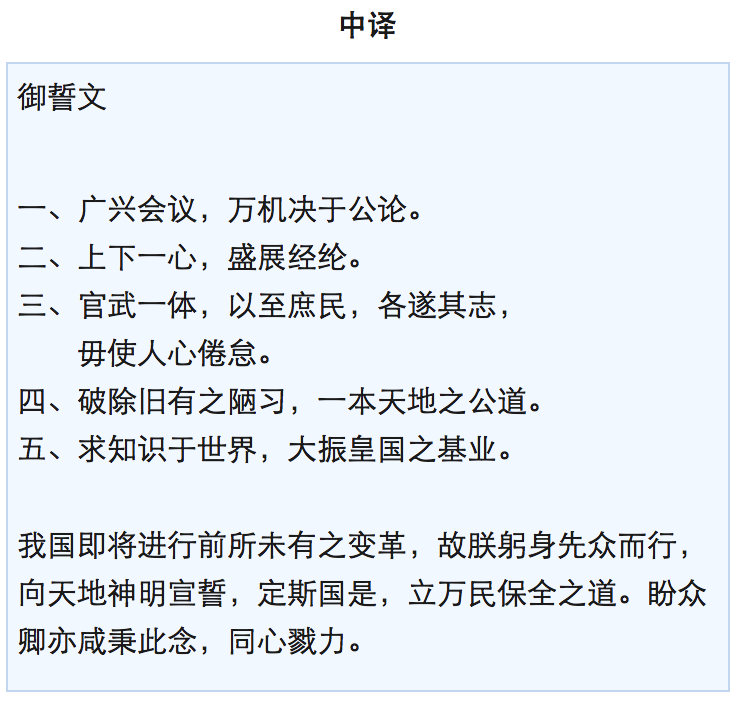 中译
御誓文
一、广兴会议，万机决于公论。
二、上下一心，盛展经纶。
三、官武一体，以至庶民，各遂其志，
毋使人心倦怠。
四、破除旧有之陋习，一本天地之公道。
五、求知识于世界，大振皇国之基业。
我国即将进行前所未有之变革，故朕躬身先众而行，
向天地神明宣誓，定斯国是，立万民保全之道。盼众
卿亦咸秉此念，同心戮力。